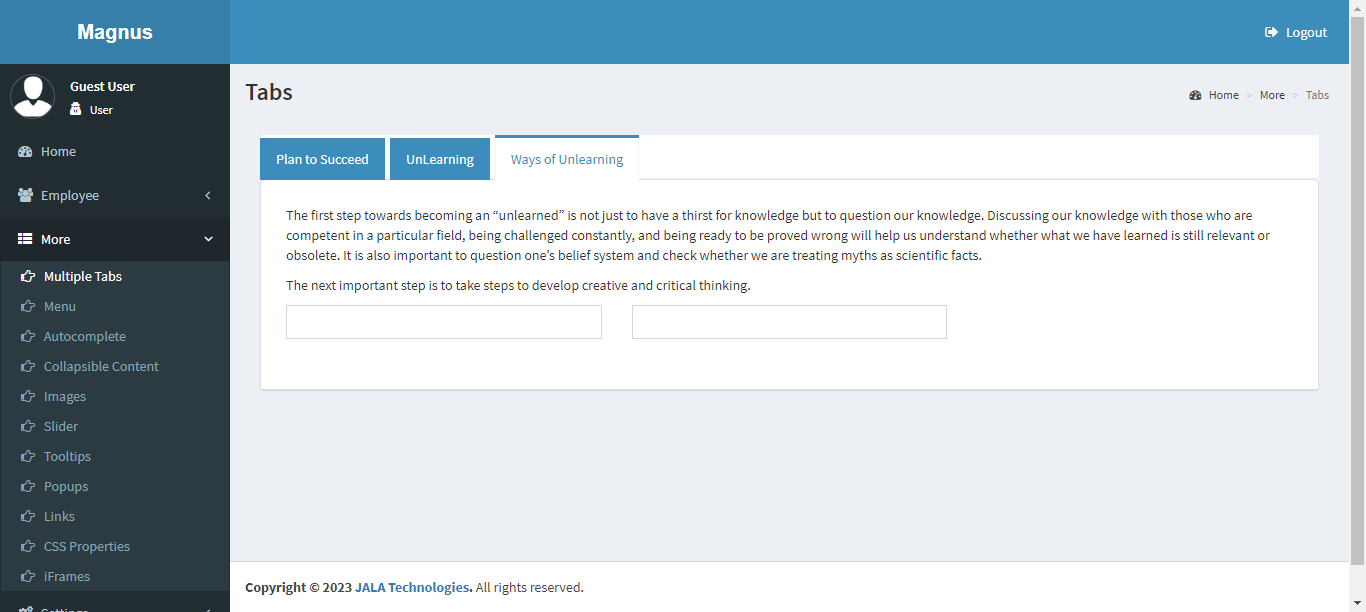 Magnus
Logout
Guest User
User
Home
Employee
More
Multiple Tabs
Menu
Autocomplete
Collapsible Content
Images
Slider
Tooltips
Popups
Links
CSS Properties
iFrames
Settings
Tabs
Home > More > Tabs
Plan to Succeed
UnLearning
Ways of Unlearning
The first step towards becoming an “unlearned” is not just to have a thirst for knowledge but to question our knowledge. Discussing our knowledge with those who are
competent in a particular field, being challenged constantly, and being ready to be proved wrong will help us understand whether what we have learned is still relevant or
obsolete. It is also important to question one’s belief system and check whether we are treating myths as scientific facts.
The next important step is to take steps to develop creative and critical thinking.
Copyright © 2023 JALA Technologies. All rights reserved.